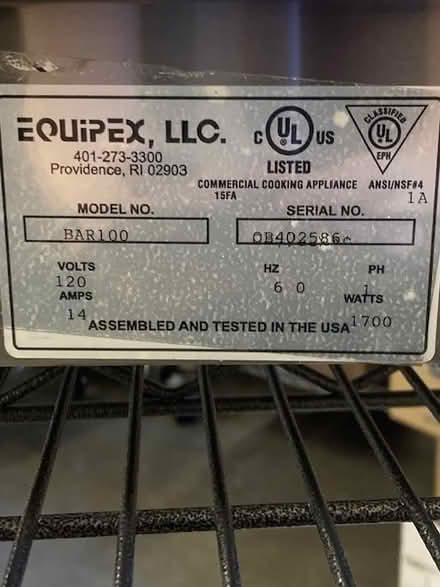 EQUIPEX, LLC.
401-273-3300
Providence, RI 02903
C UL US
LISTED
CLASSIFIED
UL
EPH
COMMERCIAL COOKING APPLIANCE ANSI/NSF#4
15FA 1A
MODEL NO. SERIAL NO.
BAR100 OB402586
VOLTS HZ PH
120 60 1
AMPS WATTS
14 ASSEMBLED AND TESTED IN THE USA 1700